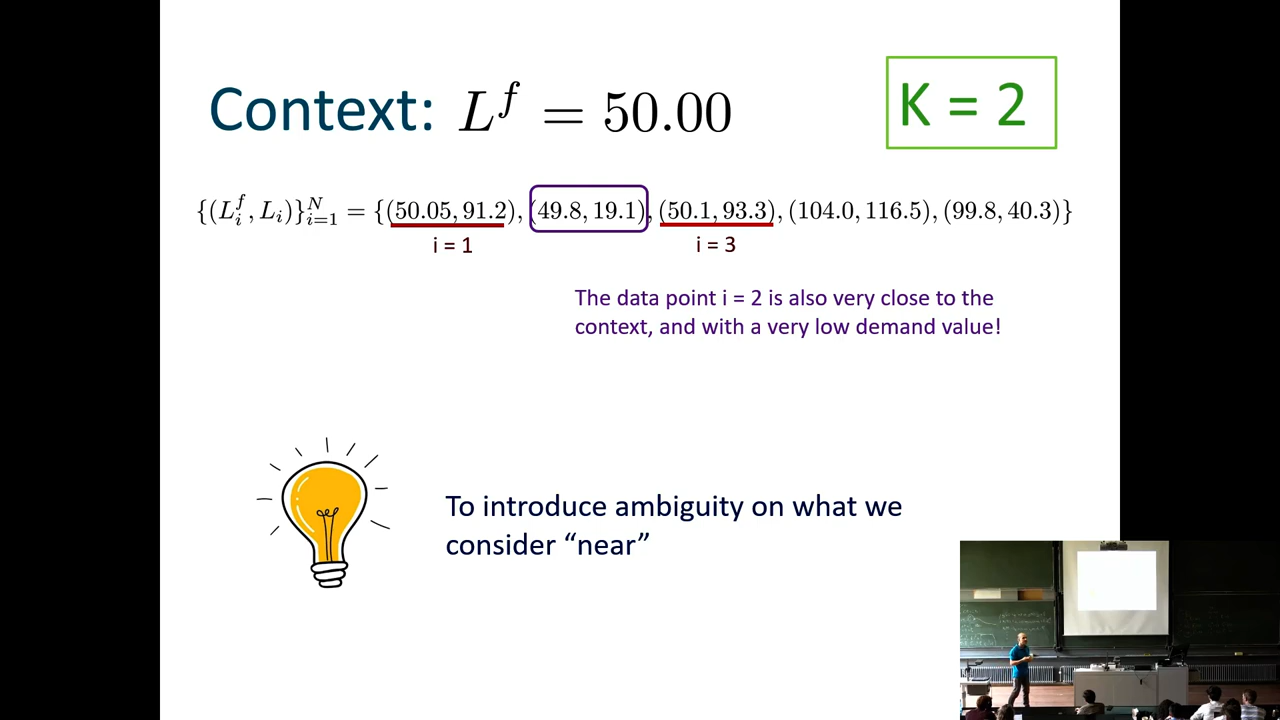 Context: L^f = 50.00
K = 2
{(L_i^f, L_i)}_{i=1}^N = {(50.05, 91.2), (49.8, 19.1), (50.1, 93.3), (104.0, 116.5), (99.8, 40.3)}
i = 1
i = 3
The data point i = 2 is also very close to the
context, and with a very low demand value!
To introduce ambiguity on what we
consider “near”